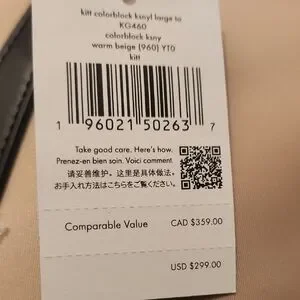 kitt colorblock ksnyl large to
KG460
colorblock ksny
warm beige (960) YT0
kitt
1 96021 50263 7
Take good care. Here's how.
Prenez-en bien soin. Voici comment.
请妥善维护。这里是具体做法。
お手入れ方法はこちらをご覧ください。
Comparable Value CAD $359.00
USD $299.00